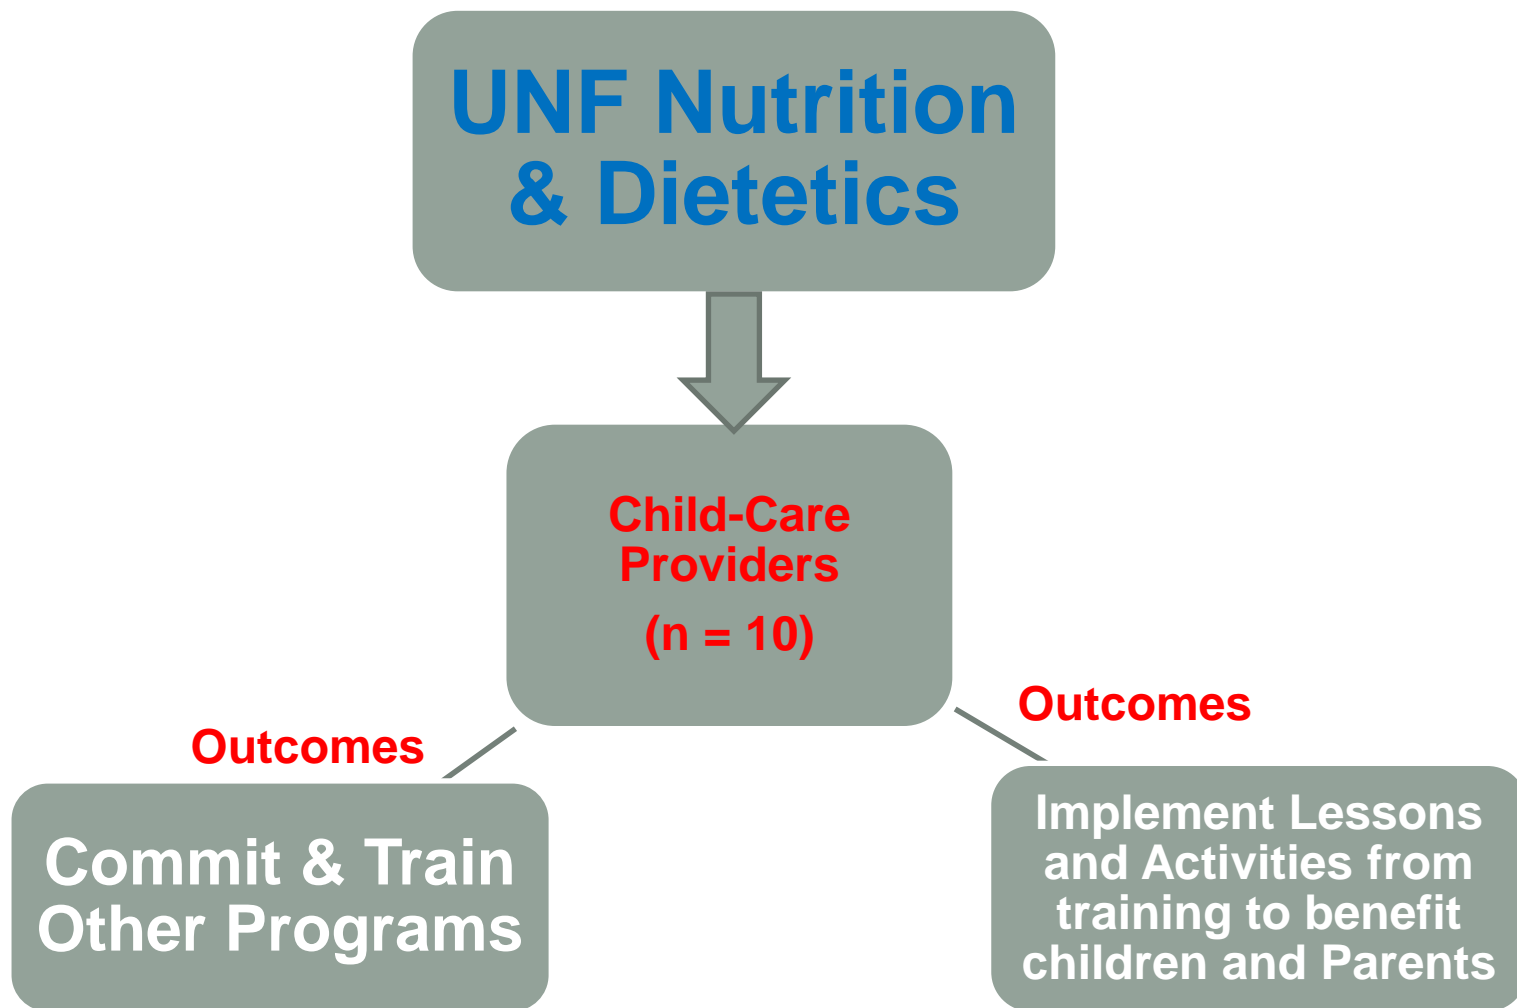 UNF Nutrition
& Dietetics
Child-Care
Providers
(n = 10)
Outcomes
Commit & Train
Other Programs
Outcomes
Implement Lessons
and Activities from
training to benefit
children and Parents